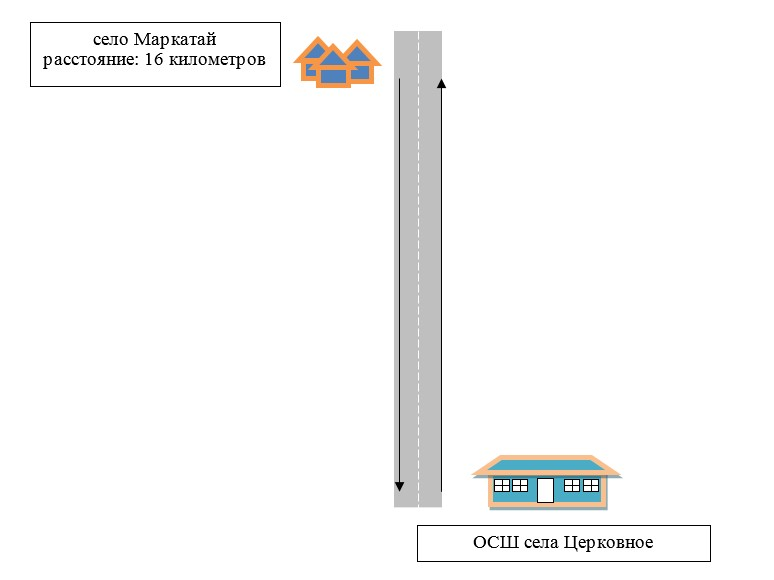 село Маркатай
расстояние: 16 километров
ОСШ села Церковное